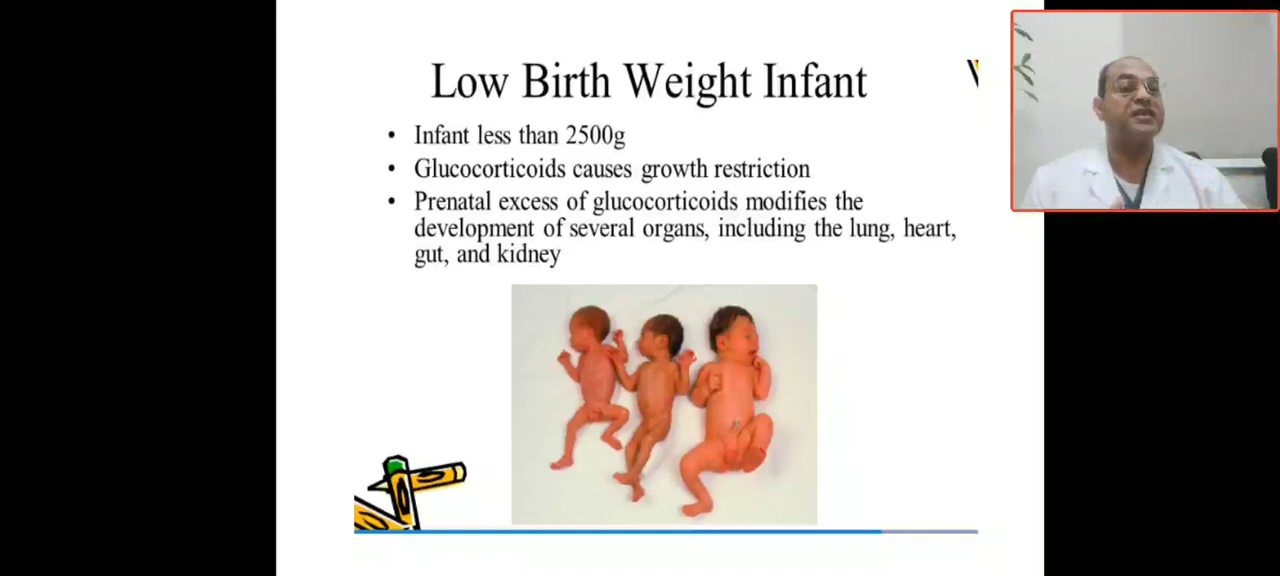 Low Birth Weight Infant
• Infant less than 2500g
• Glucocorticoids causes growth restriction
• Prenatal excess of glucocorticoids modifies the
development of several organs, including the lung, heart,
gut, and kidney